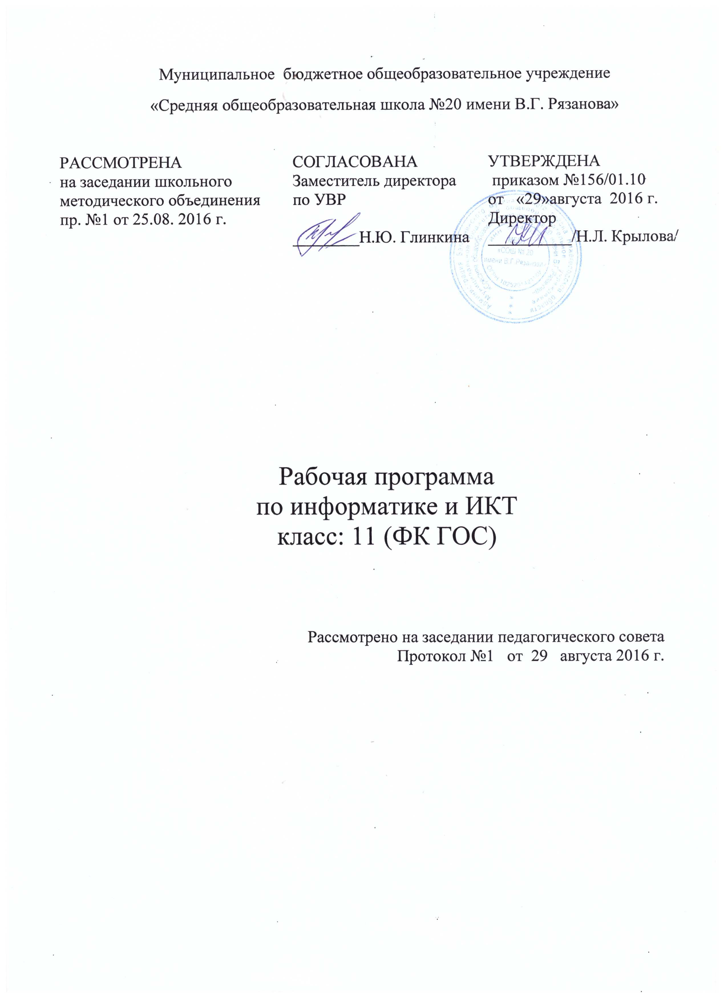 Муниципальное бюджетное общеобразовательное учреждение
«Средняя общеобразовательная школа №20 имени В.Г. Рязанова»
РАССМОТРЕНА
на заседании школьного
методического объединения
пр. №1 от 25.08. 2016 г.
СОГЛАСОВАНА
Заместитель директора
по УВР
__________Н.Ю. Глинкина
УТВЕРЖДЕНА
приказом №156/01.10
от «29»августа 2016 г.
Директор
__________/Н.Л. Крылова/
«СОШ № 20
имени В.Г. Рязанова»
Рабочая программа
по информатике и ИКТ
класс: 11 (ФК ГОС)
Рассмотрено на заседании педагогического совета
Протокол №1 от 29 августа 2016 г.